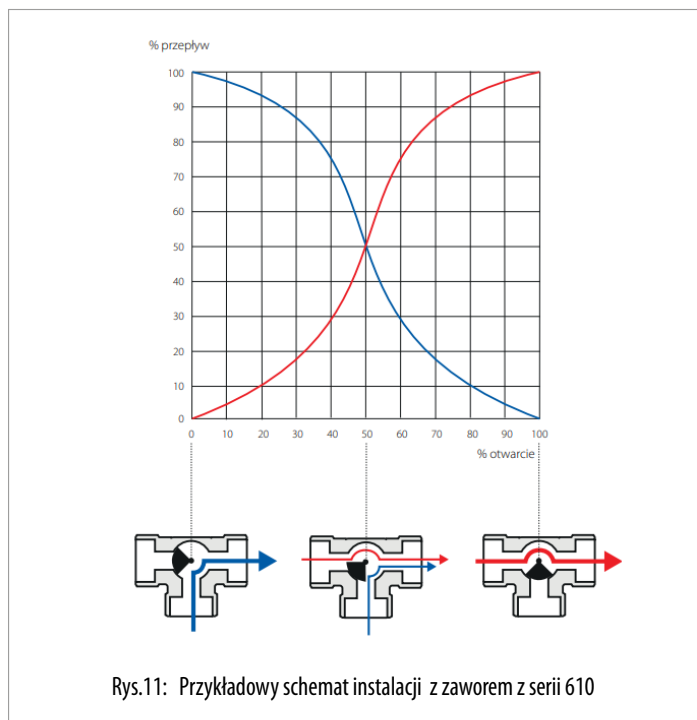 % przepływ
100
90
80
70
60
50
40
30
20
10
0
0 10 20 30 40 50 60 70 80 90 100
% otwarcie
Rys.11: Przykładowy schemat instalacji z zaworem z serii 610